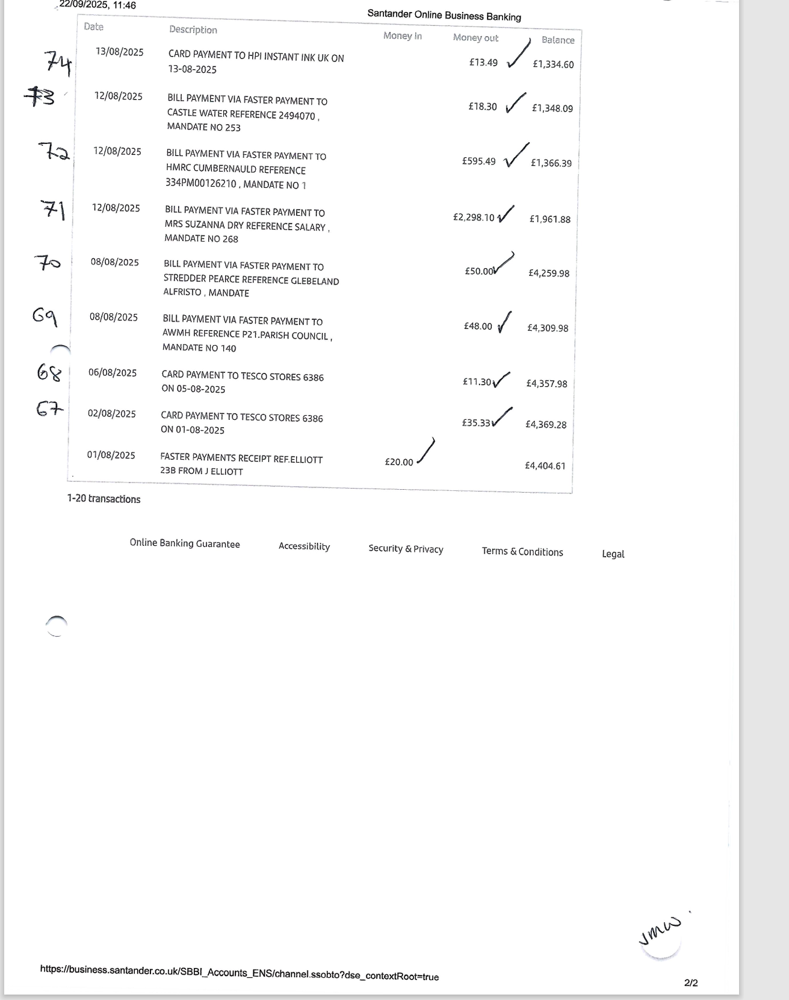 22/09/2025, 11:46
Santander Online Business Banking
Date Description Money in Money out Balance
74 13/08/2025 CARD PAYMENT TO HPI INSTANT INK UK ON £13.49 £1,334.60
13-08-2025
73 12/08/2025 BILL PAYMENT VIA FASTER PAYMENT TO £18.30 £1,348.09
CASTLE WATER REFERENCE 2494070 ,
MANDATE NO 253
72 12/08/2025 BILL PAYMENT VIA FASTER PAYMENT TO £595.49 £1,366.39
HMRC CUMBERNAULD REFERENCE
334PM00126210 , MANDATE NO 1
71 12/08/2025 BILL PAYMENT VIA FASTER PAYMENT TO £2,298.10 £1,961.88
MRS SUZANNA DRY REFERENCE SALARY ,
MANDATE NO 268
70 08/08/2025 BILL PAYMENT VIA FASTER PAYMENT TO £50.00 £4,259.98
STREDDER PEARCE REFERENCE GLEBELAND
ALFRISTO , MANDATE
69 08/08/2025 BILL PAYMENT VIA FASTER PAYMENT TO £48.00 £4,309.98
AWMH REFERENCE P21.PARISH COUNCIL ,
MANDATE NO 140
68 06/08/2025 CARD PAYMENT TO TESCO STORES 6386 £11.30 £4,357.98
ON 05-08-2025
67 02/08/2025 CARD PAYMENT TO TESCO STORES 6386 £35.33 £4,369.28
ON 01-08-2025
01/08/2025 FASTER PAYMENTS RECEIPT REF.ELLIOTT £20.00 £4,404.61
23B FROM J ELLIOTT
1-20 transactions
Online Banking Guarantee Accessibility Security & Privacy Terms & Conditions Legal
JMW
https://business.santander.co.uk/SBBI_Accounts_ENS/channel.ssobto?dse_contextRoot=true
2/2